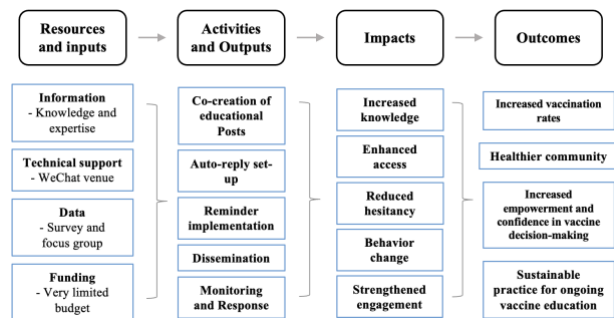 Resources
and inputs
Activities
and Outputs
Impacts
Outcomes
Information
- Knowledge and
expertise
Technical support
- WeChat venue
Data
- Survey and
focus group
Funding
- Very limited
budget
Co-creation of
educational
Posts
Auto-reply set-
up
Reminder
implementation
Dissemination
Monitoring
and Response
Increased
knowledge
Enhanced
access
Reduced
hesitancy
Behavior
change
Strengthened
engagement
Increased vaccination
rates
Healthier community
Increased
empowerment and
confidence in vaccine
decision-making
Sustainable
practice for ongoing
vaccine education